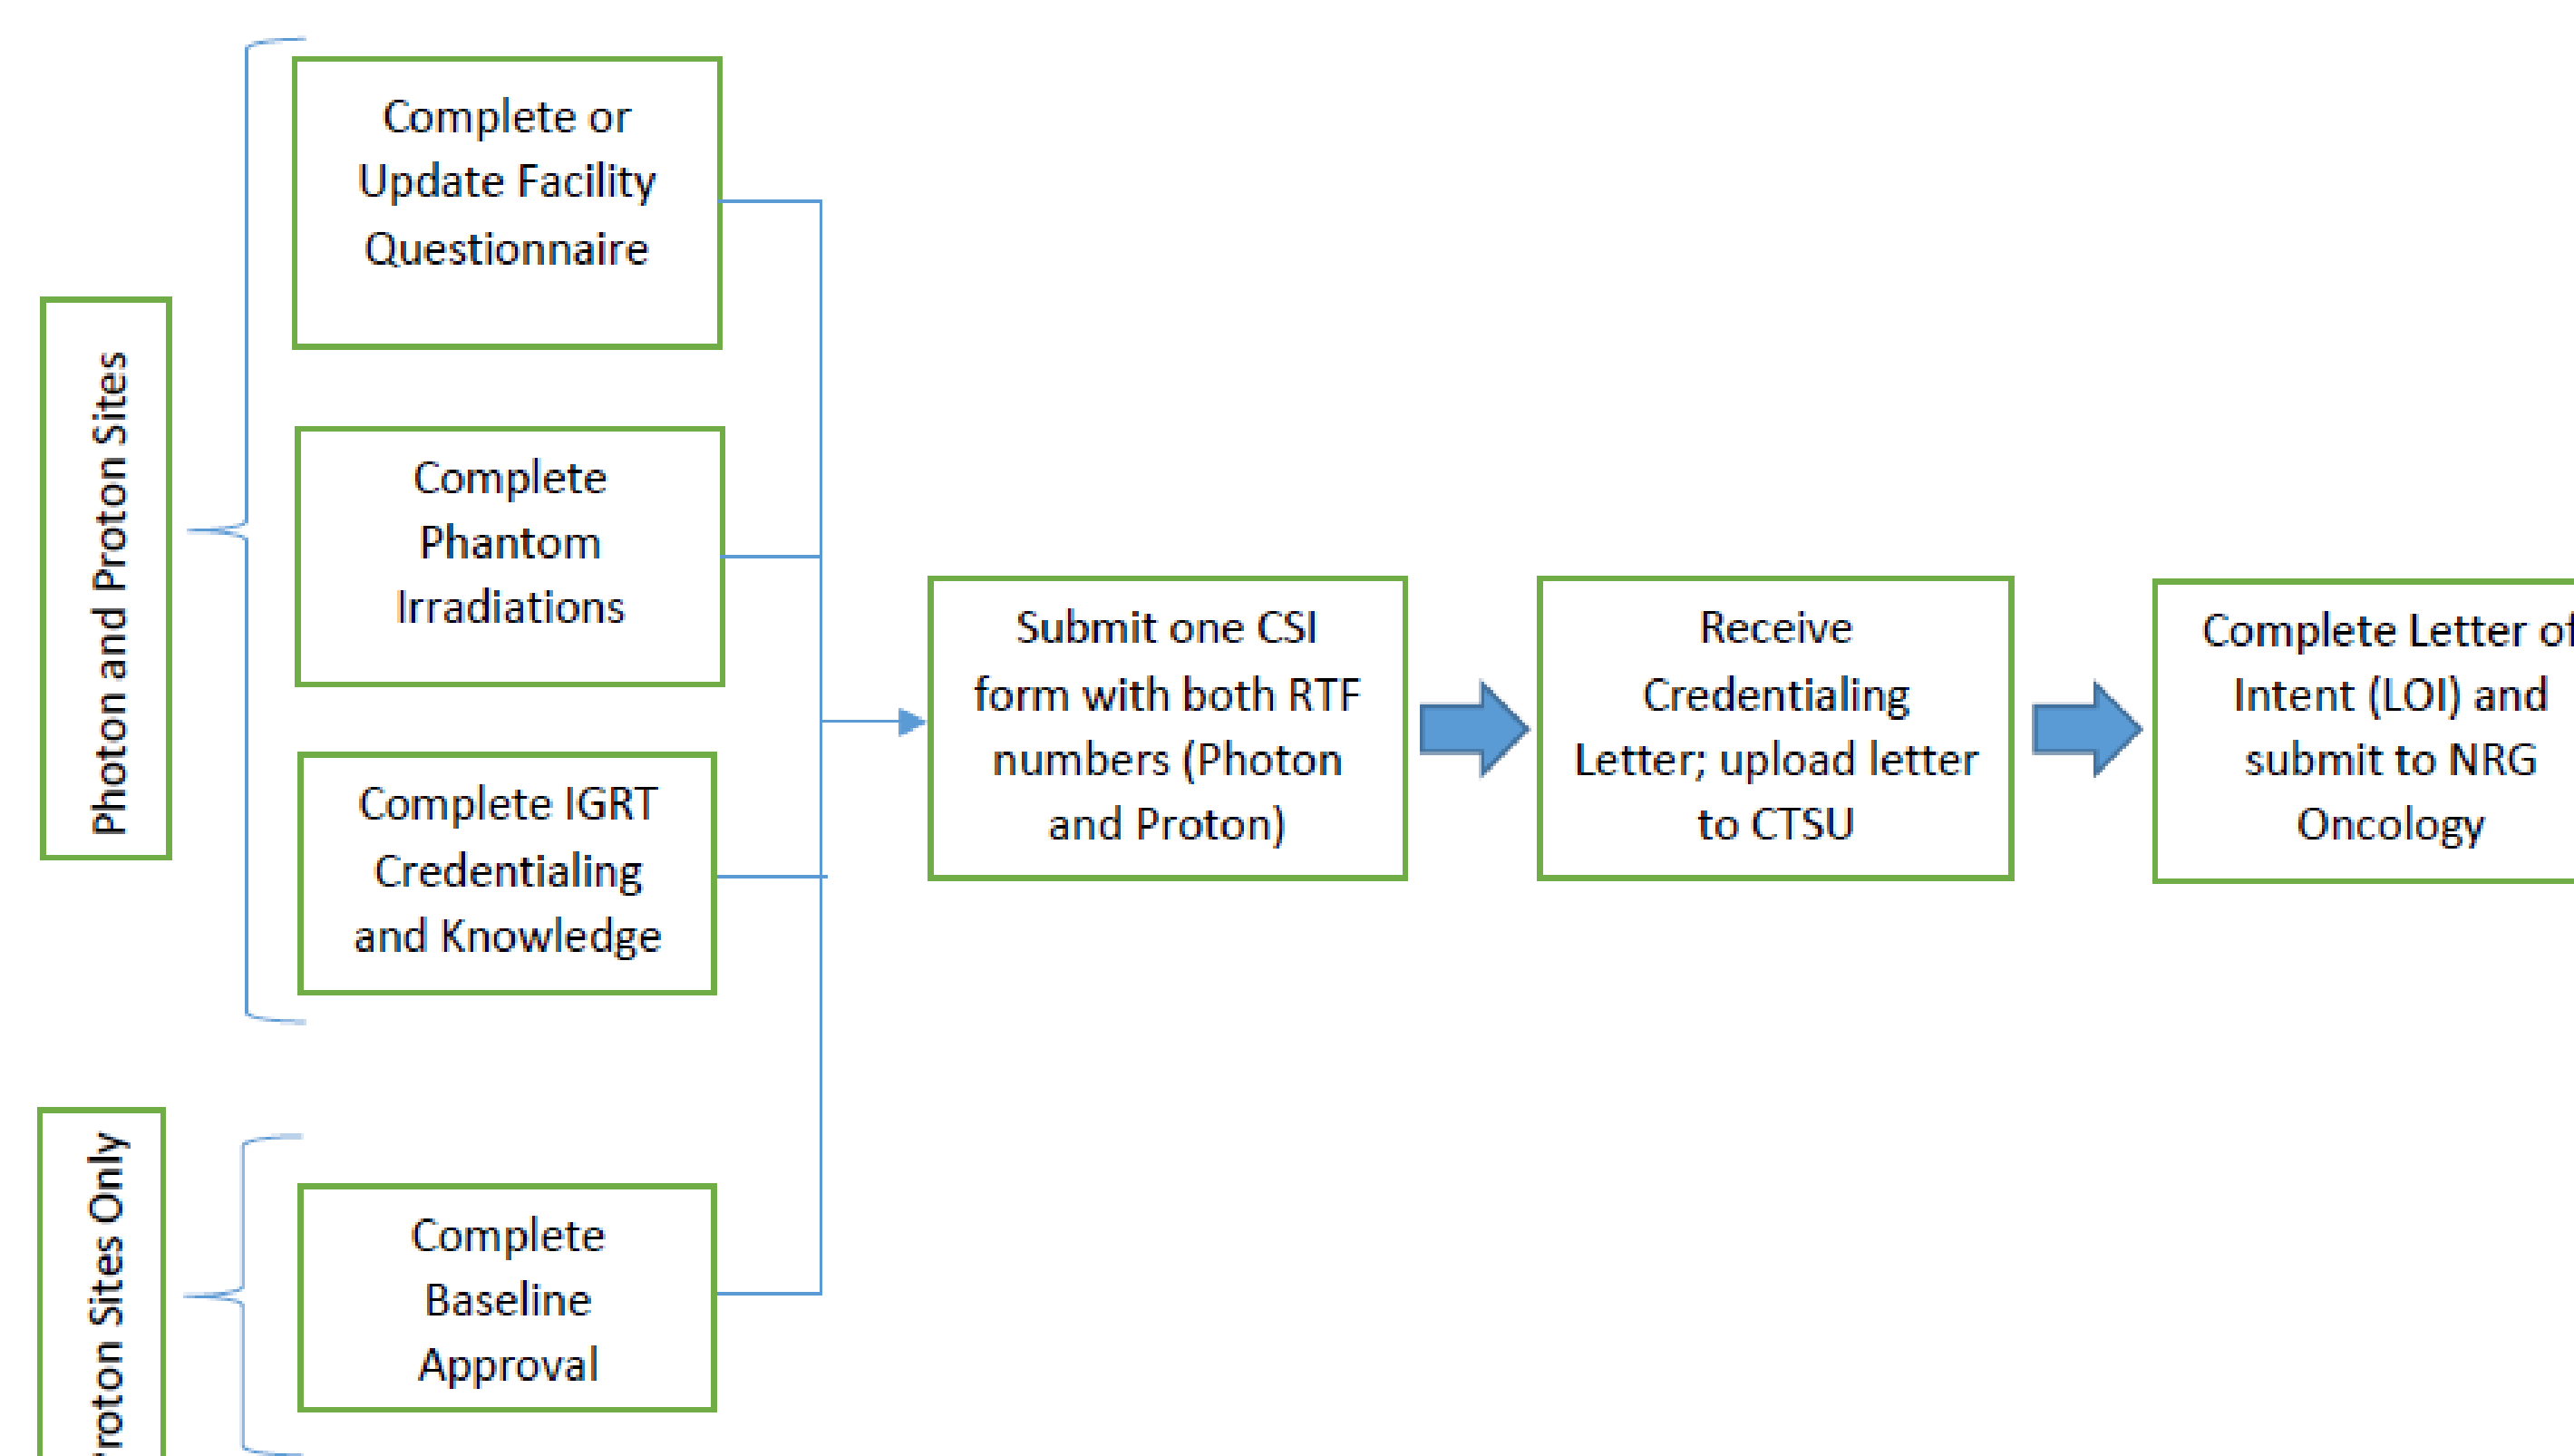 Photon and Proton Sites
Complete or
Update Facility
Questionnaire
Complete
Phantom
Irradiations
Complete IGRT
Credentialing
and Knowledge
Submit one CSI
form with both RTF
numbers (Photon
and Proton)
Receive
Credentialing
Letter; upload letter
to CTSU
Complete Letter of
Intent (LOI) and
submit to NRG
Oncology
roton Sites Only
Complete
Baseline
Approval